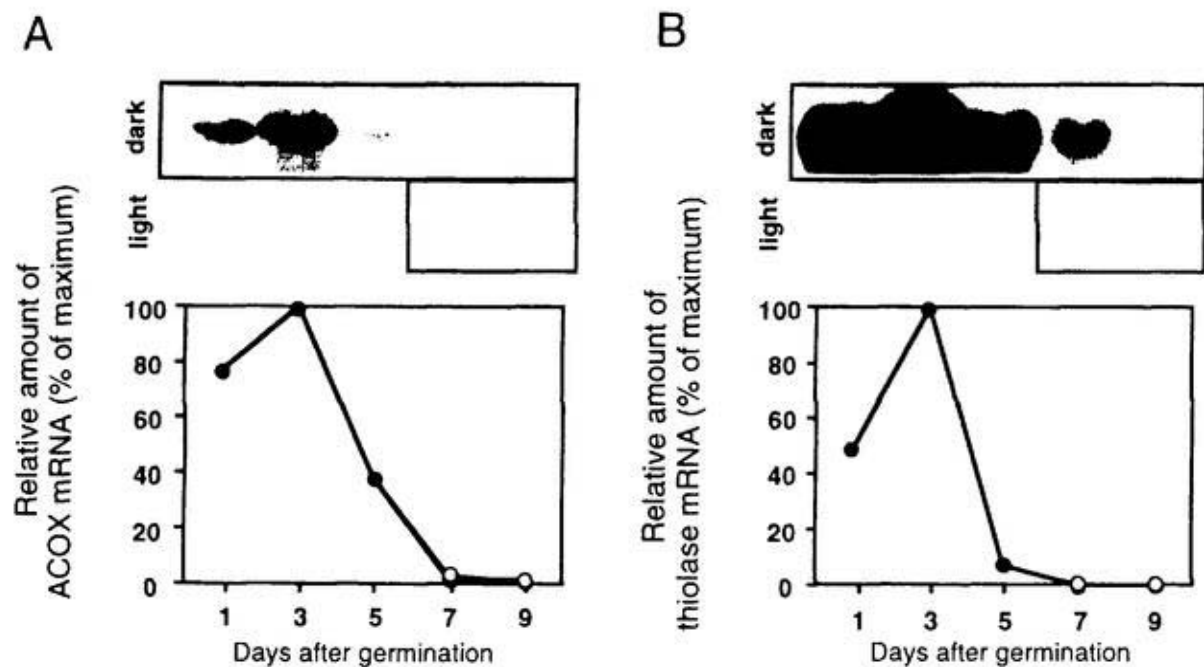 A
dark
light
Relative amount of
ACOX mRNA (% of maximum)
100
80
60
40
20
0
1 3 5 7 9
Days after germination
B
dark
light
Relative amount of
thiolase mRNA (% of maximum)
100
80
60
40
20
0
1 3 5 7 9
Days after germination